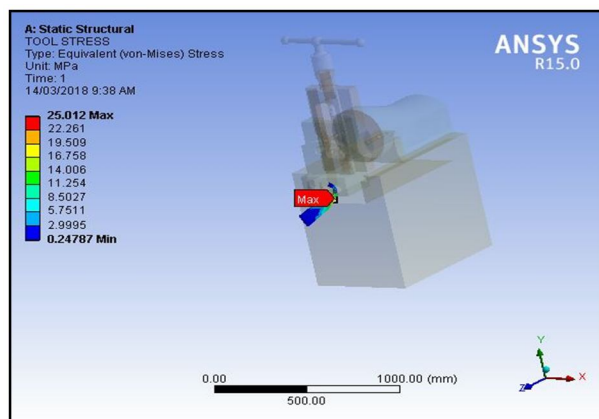 A: Static Structural
TOOL STRESS
Type: Equivalent (von-Mises) Stress
Unit: MPa
Time: 1
14/03/2018 9:38 AM
25.012 Max
22.261
19.509
16.758
14.006
11.254
8.5027
5.7511
2.9995
0.24787 Min
ANSYS
R15.0
Max
0.00
1000.00 (mm)
500.00
Y
X
Z